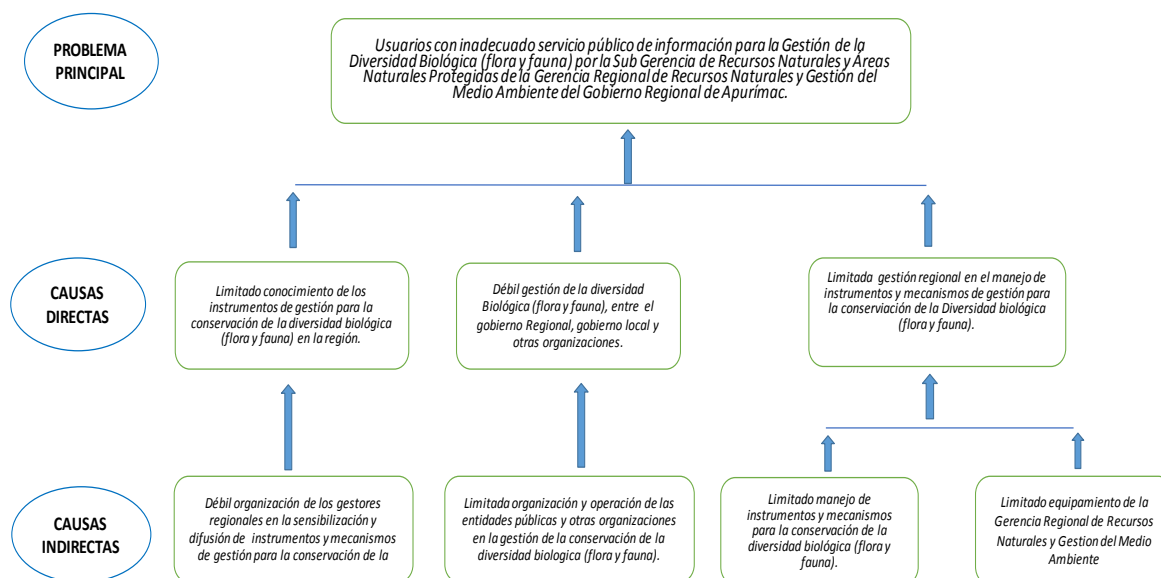 PROBLEMA
PRINCIPAL
Usuarios con inadecuado servicio público de información para la Gestión de la
Diversidad Biológica (flora y fauna) por la Sub Gerencia de Recursos Naturales y Áreas
Naturales Protegidas de la Gerencia Regional de Recursos Naturales y Gestión del
Medio Ambiente del Gobierno Regional de Apurímac.
CAUSAS
DIRECTAS
Limitado conocimiento de los
instrumentos de gestión para la
conservación de la diversidad biológica
(flora y fauna) en la región.
Débil gestión de la diversidad
Biológica (flora y fauna), entre el
gobierno Regional, gobierno local y
otras organizaciones.
Limitada gestión regional en el manejo de
instrumentos y mecanismos de gestión para
la conserviación de la Diversidad biológica
(flora y fauna).
CAUSAS
INDIRECTAS
Débil organización de los gestores
regionales en la sensibilización y
difusión de instrumentos y mecanismos
de gestión para la conservación de la
Limitada organización y operación de las
entidades públicas y otras organizaciones
en la gestión de la conservación de la
diversidad biologica (flora y fauna).
Limitado manejo de
instrumentos y mecanismos
para la conservación de la
diversidad biológica (flora y
fauna).
Limitado equipamiento de la
Gerencia Regional de Recursos
Naturales y Gestion del Medio
Ambiente